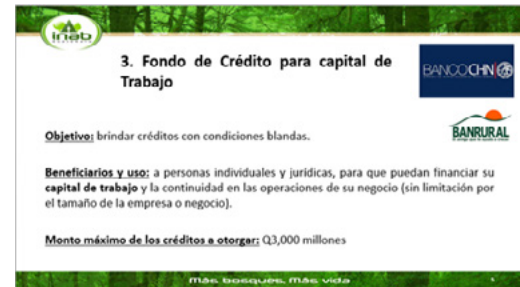 inab
3. Fondo de Crédito para capital de
Trabajo
BANCO CHN
BANRURAL
Objetivo: brindar créditos con condiciones blandas.
Beneficiarios y uso: a personas individuales y jurídicas, para que puedan financiar su
capital de trabajo y la continuidad en las operaciones de su negocio (sin limitación por
el tamaño de la empresa o negocio).
Monto máximo de los créditos a otorgar: Q3,000 millones
Más bosques, Más vida